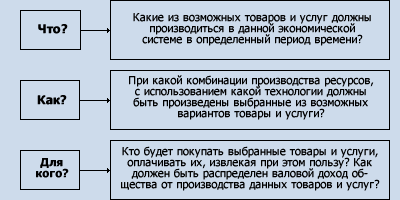 Что?
Какие из возможных товаров и услуг должны
производиться в данной экономической
системе в определенный период времени?
Как?
При какой комбинации производства ресурсов,
с использованием какой технологии должны
быть произведены выбранные из возможных
вариантов товары и услуги?
Для
кого?
Кто будет покупать выбранные товары и услуги,
оплачивать их, извлекая при этом пользу? Как
должен быть распределен валовой доход об-
щества от производства данных товаров и услуг?